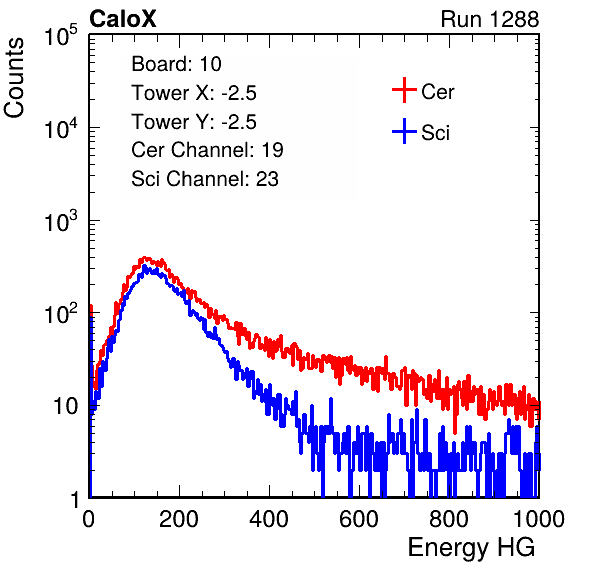 CaloX Run 1288
Counts
Board: 10
Tower X: -2.5
Tower Y: -2.5
Cer Channel: 19
Sci Channel: 23
Cer
Sci
10^5
10^4
10^3
10^2
10
1
0 200 400 600 800 1000
Energy HG